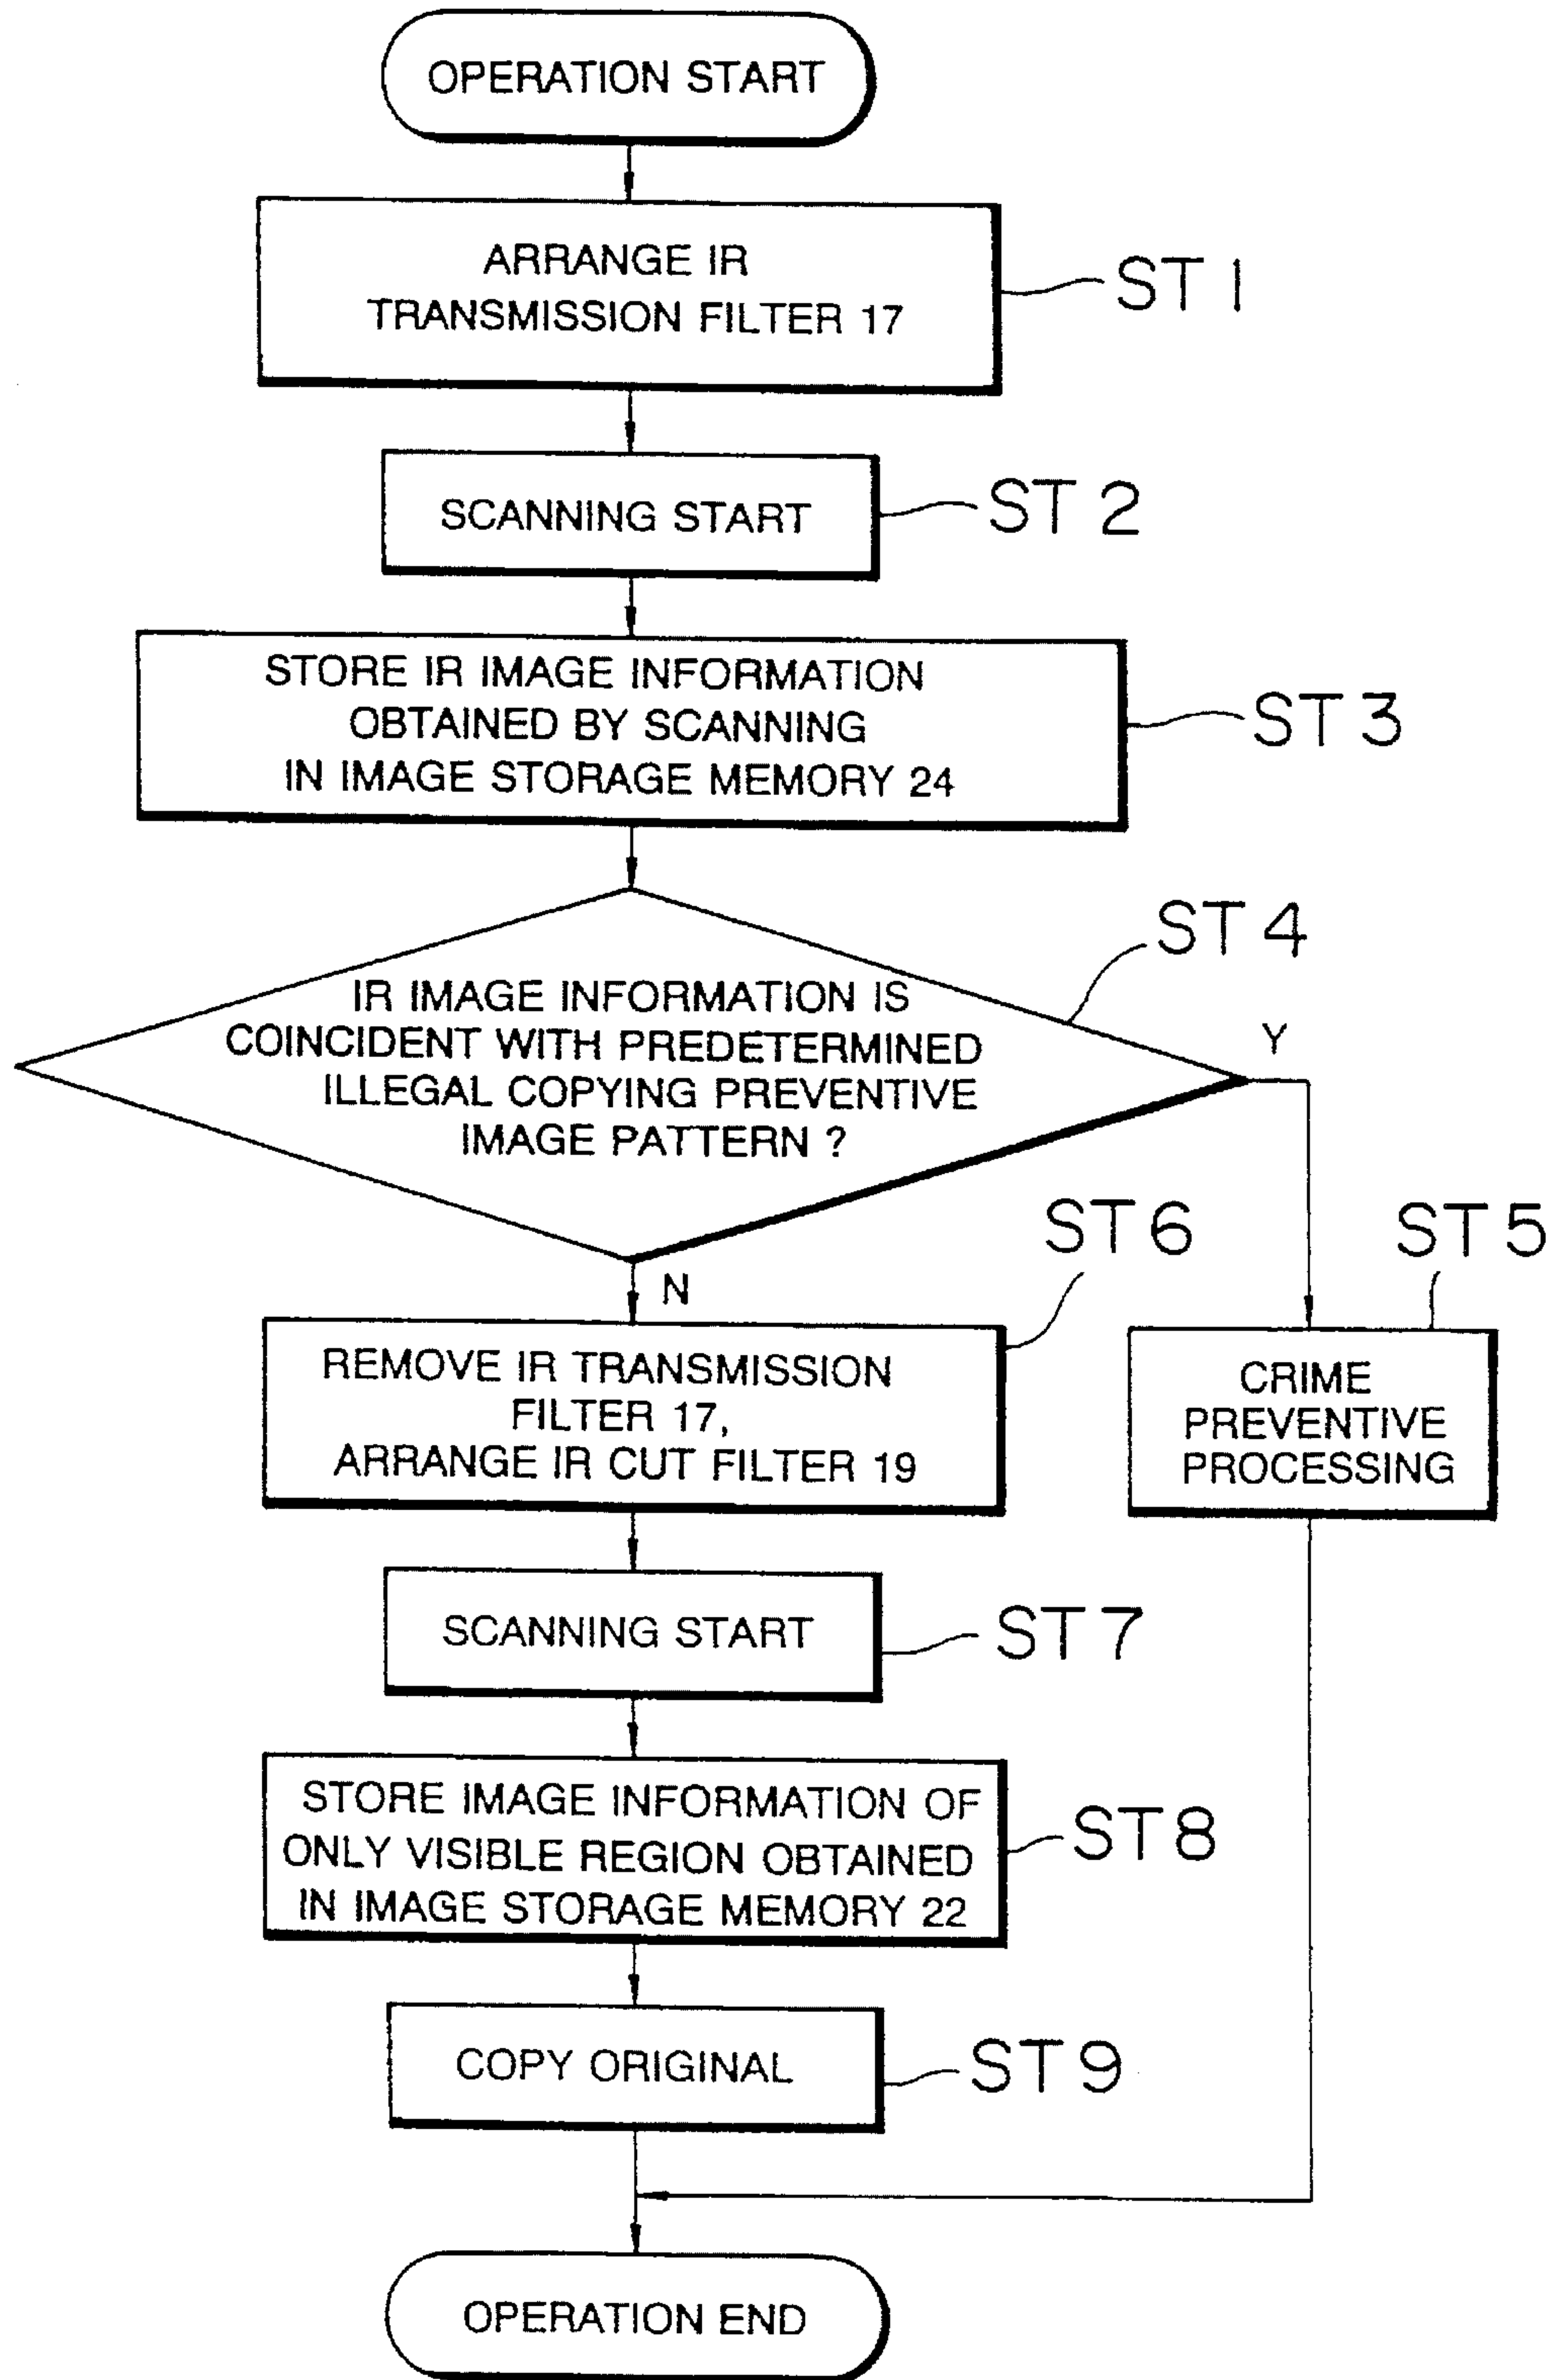 OPERATION START
ARRANGE IR
TRANSMISSION FILTER 17
ST 1
SCANNING START
ST 2
STORE IR IMAGE INFORMATION
OBTAINED BY SCANNING
IN IMAGE STORAGE MEMORY 24
ST 3
ST 4
IR IMAGE INFORMATION IS
COINCIDENT WITH PREDETERMINED
ILLEGAL COPYING PREVENTIVE
IMAGE PATTERN ?
Y
N
ST 6
ST 5
REMOVE IR TRANSMISSION
FILTER 17,
ARRANGE IR CUT FILTER 19
CRIME
PREVENTIVE
PROCESSING
SCANNING START
ST 7
STORE IMAGE INFORMATION OF
ONLY VISIBLE REGION OBTAINED
IN IMAGE STORAGE MEMORY 22
ST 8
COPY ORIGINAL
ST 9
OPERATION END